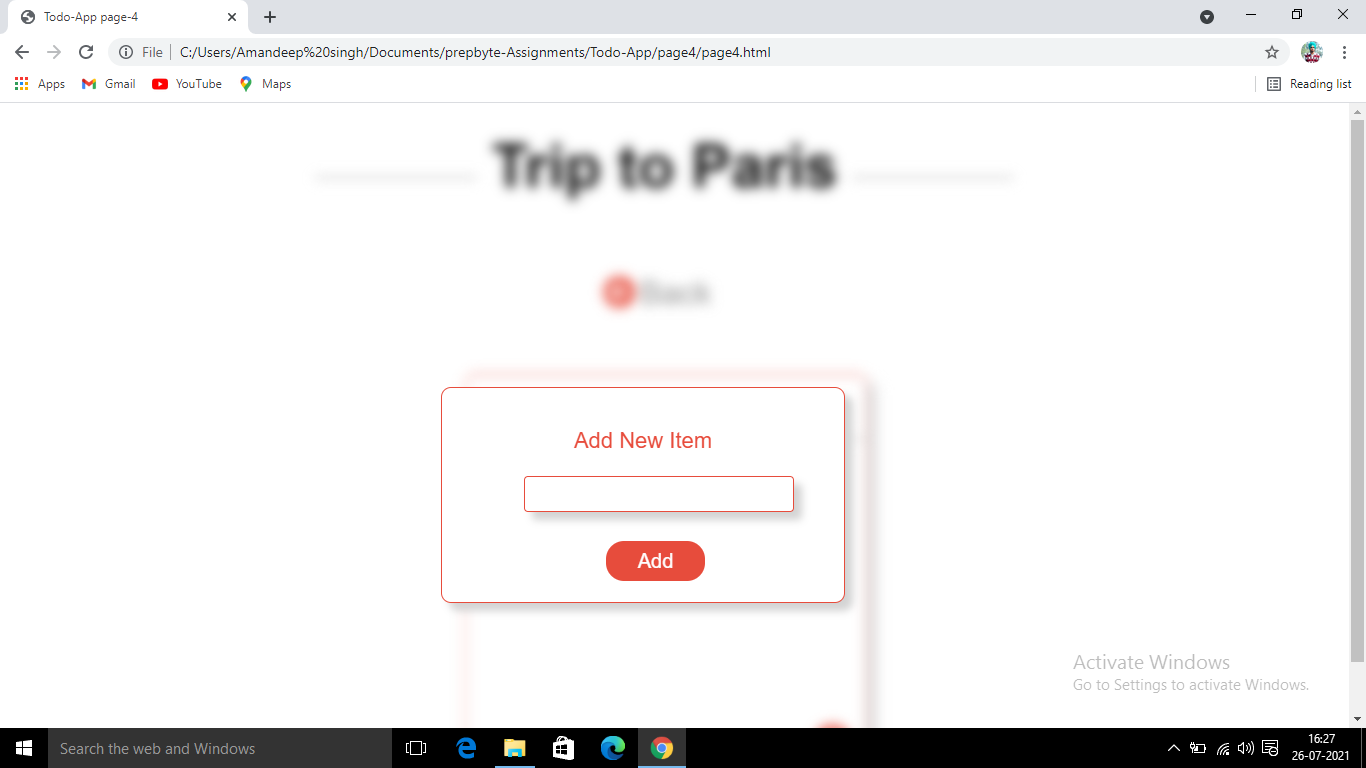 Todo-App page-4
File C:/Users/Amandeep%20singh/Documents/prepbyte-Assignments/Todo-App/page4/page4.html
Apps Gmail YouTube Maps Reading list
Trip to Paris
Back
Add New Item
Add
Activate Windows
Go to Settings to activate Windows.
Search the web and Windows
16:27
26-07-2021